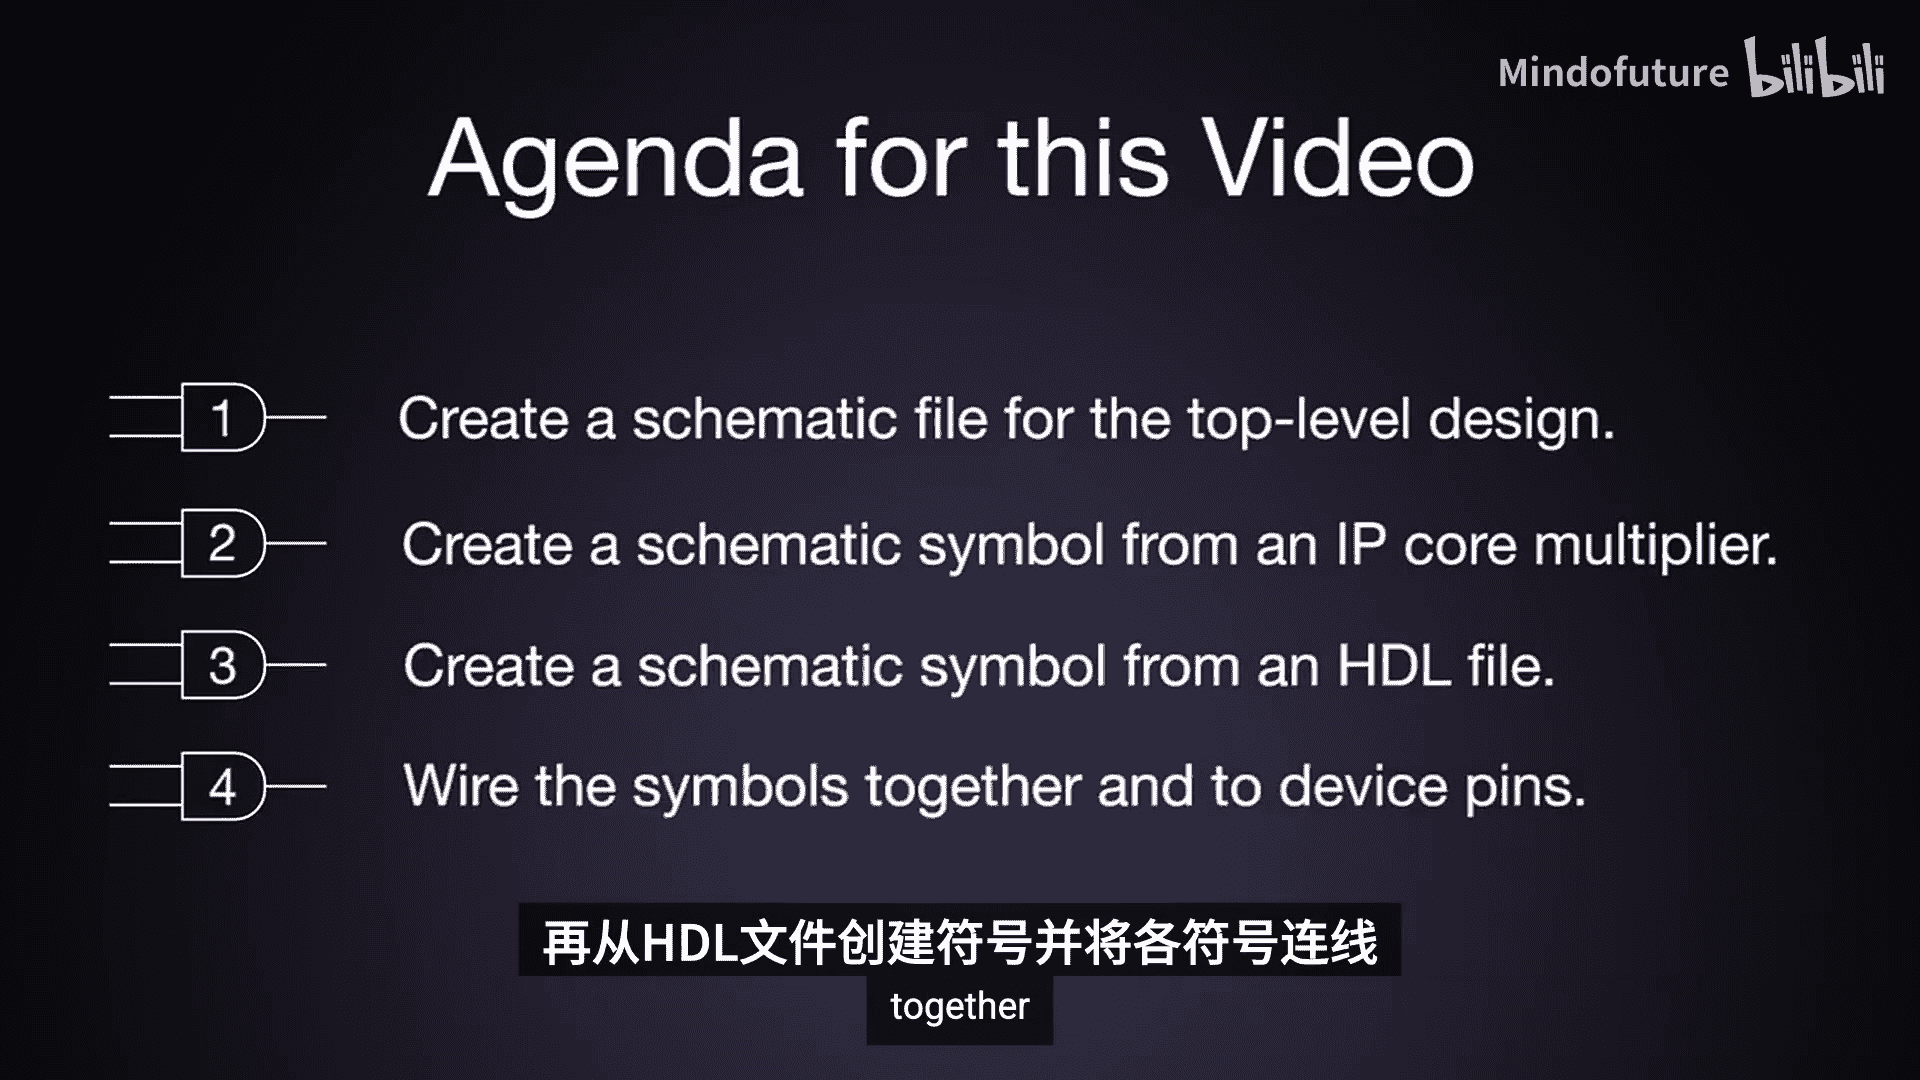 Mindofuture bilibili
Agenda for this Video
1 Create a schematic file for the top-level design.
2 Create a schematic symbol from an IP core multiplier.
3 Create a schematic symbol from an HDL file.
4 Wire the symbols together and to device pins.
再从HDL文件创建符号并将各符号连线
together